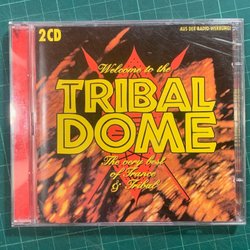 2CD
AUS DER RADIO-WERBUNG!
Welcome to the
TRIBAL
DOME
The very best
of Trance
& Tribal